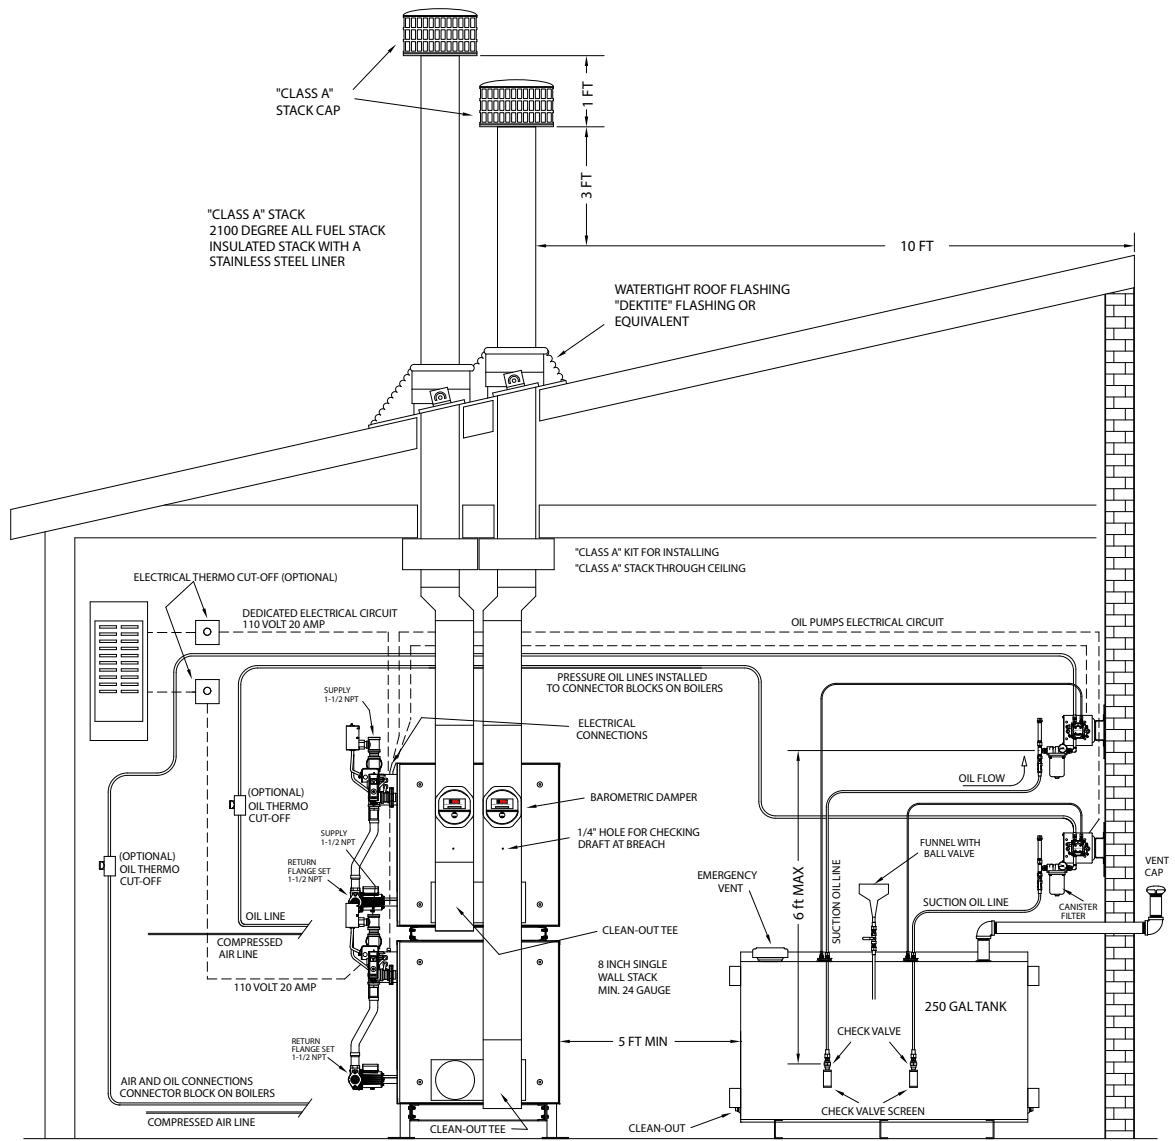 "CLASS A"
STACK CAP
1 FT
3 FT
"CLASS A" STACK
2100 DEGREE ALL FUEL STACK
INSULATED STACK WITH A
STAINLESS STEEL LINER
10 FT
WATERTIGHT ROOF FLASHING
"DEKTITE" FLASHING OR
EQUIVALENT
"CLASS A" KIT FOR INSTALLING
"CLASS A" STACK THROUGH CEILING
ELECTRICAL THERMO CUT-OFF (OPTIONAL)
DEDICATED ELECTRICAL CIRCUIT
110 VOLT 20 AMP
OIL PUMPS ELECTRICAL CIRCUIT
PRESSURE OIL LINES INSTALLED
TO CONNECTOR BLOCKS ON BOILERS
SUPPLY
1-1/2 NPT
ELECTRICAL
CONNECTIONS
OIL FLOW
(OPTIONAL)
OIL THERMO
CUT-OFF
BAROMETRIC DAMPER
SUPPLY
1-1/2 NPT
1/4" HOLE FOR CHECKING
DRAFT AT BREACH
FUNNEL WITH
BALL VALVE
(OPTIONAL)
OIL THERMO
CUT-OFF
RETURN
FLANGE SET
1-1/2 NPT
EMERGENCY
VENT
6 ft MAX
SUCTION OIL LINE
SUCTION OIL LINE
CANISTER
FILTER
VENT
CAP
OIL LINE
COMPRESSED
AIR LINE
CLEAN-OUT TEE
8 INCH SINGLE
WALL STACK
MIN. 24 GAUGE
110 VOLT 20 AMP
250 GAL TANK
5 FT MIN
CHECK VALVE
RETURN
FLANGE SET
1-1/2 NPT
AIR AND OIL CONNECTIONS
CONNECTOR BLOCK ON BOILERS
COMPRESSED AIR LINE
CHECK VALVE SCREEN
CLEAN-OUT TEE
CLEAN-OUT